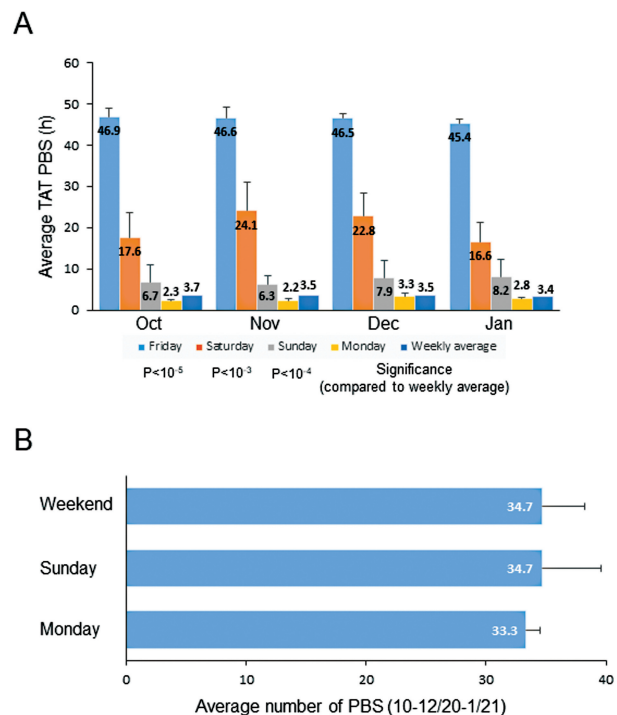 A
Average TAT PBS (h)
60
50
40
30
20
10
0
46.9
17.6
6.7
2.3
3.7
46.6
24.1
6.3
2.2
3.5
46.5
22.8
7.9
3.3
3.5
45.4
16.6
8.2
2.8
3.4
Oct Nov Dec Jan
Friday Saturday Sunday Monday Weekly average
P<10⁻⁵ P<10⁻³ P<10⁻⁴ Significance
(compared to weekly average)
B
Weekend 34.7
Sunday 34.7
Monday 33.3
0 10 20 30 40
Average number of PBS (10-12/20-1/21)